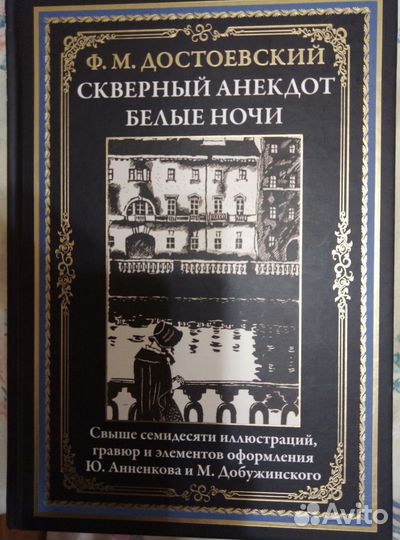 Ф. М. ДОСТОЕВСКИЙ
СКВЕРНЫЙ АНЕКДОТ
БЕЛЫЕ НОЧИ
Свыше семидесяти иллюстраций,
гравюр и элементов оформления
Ю. Анненкова и М. Добужинского
Avito